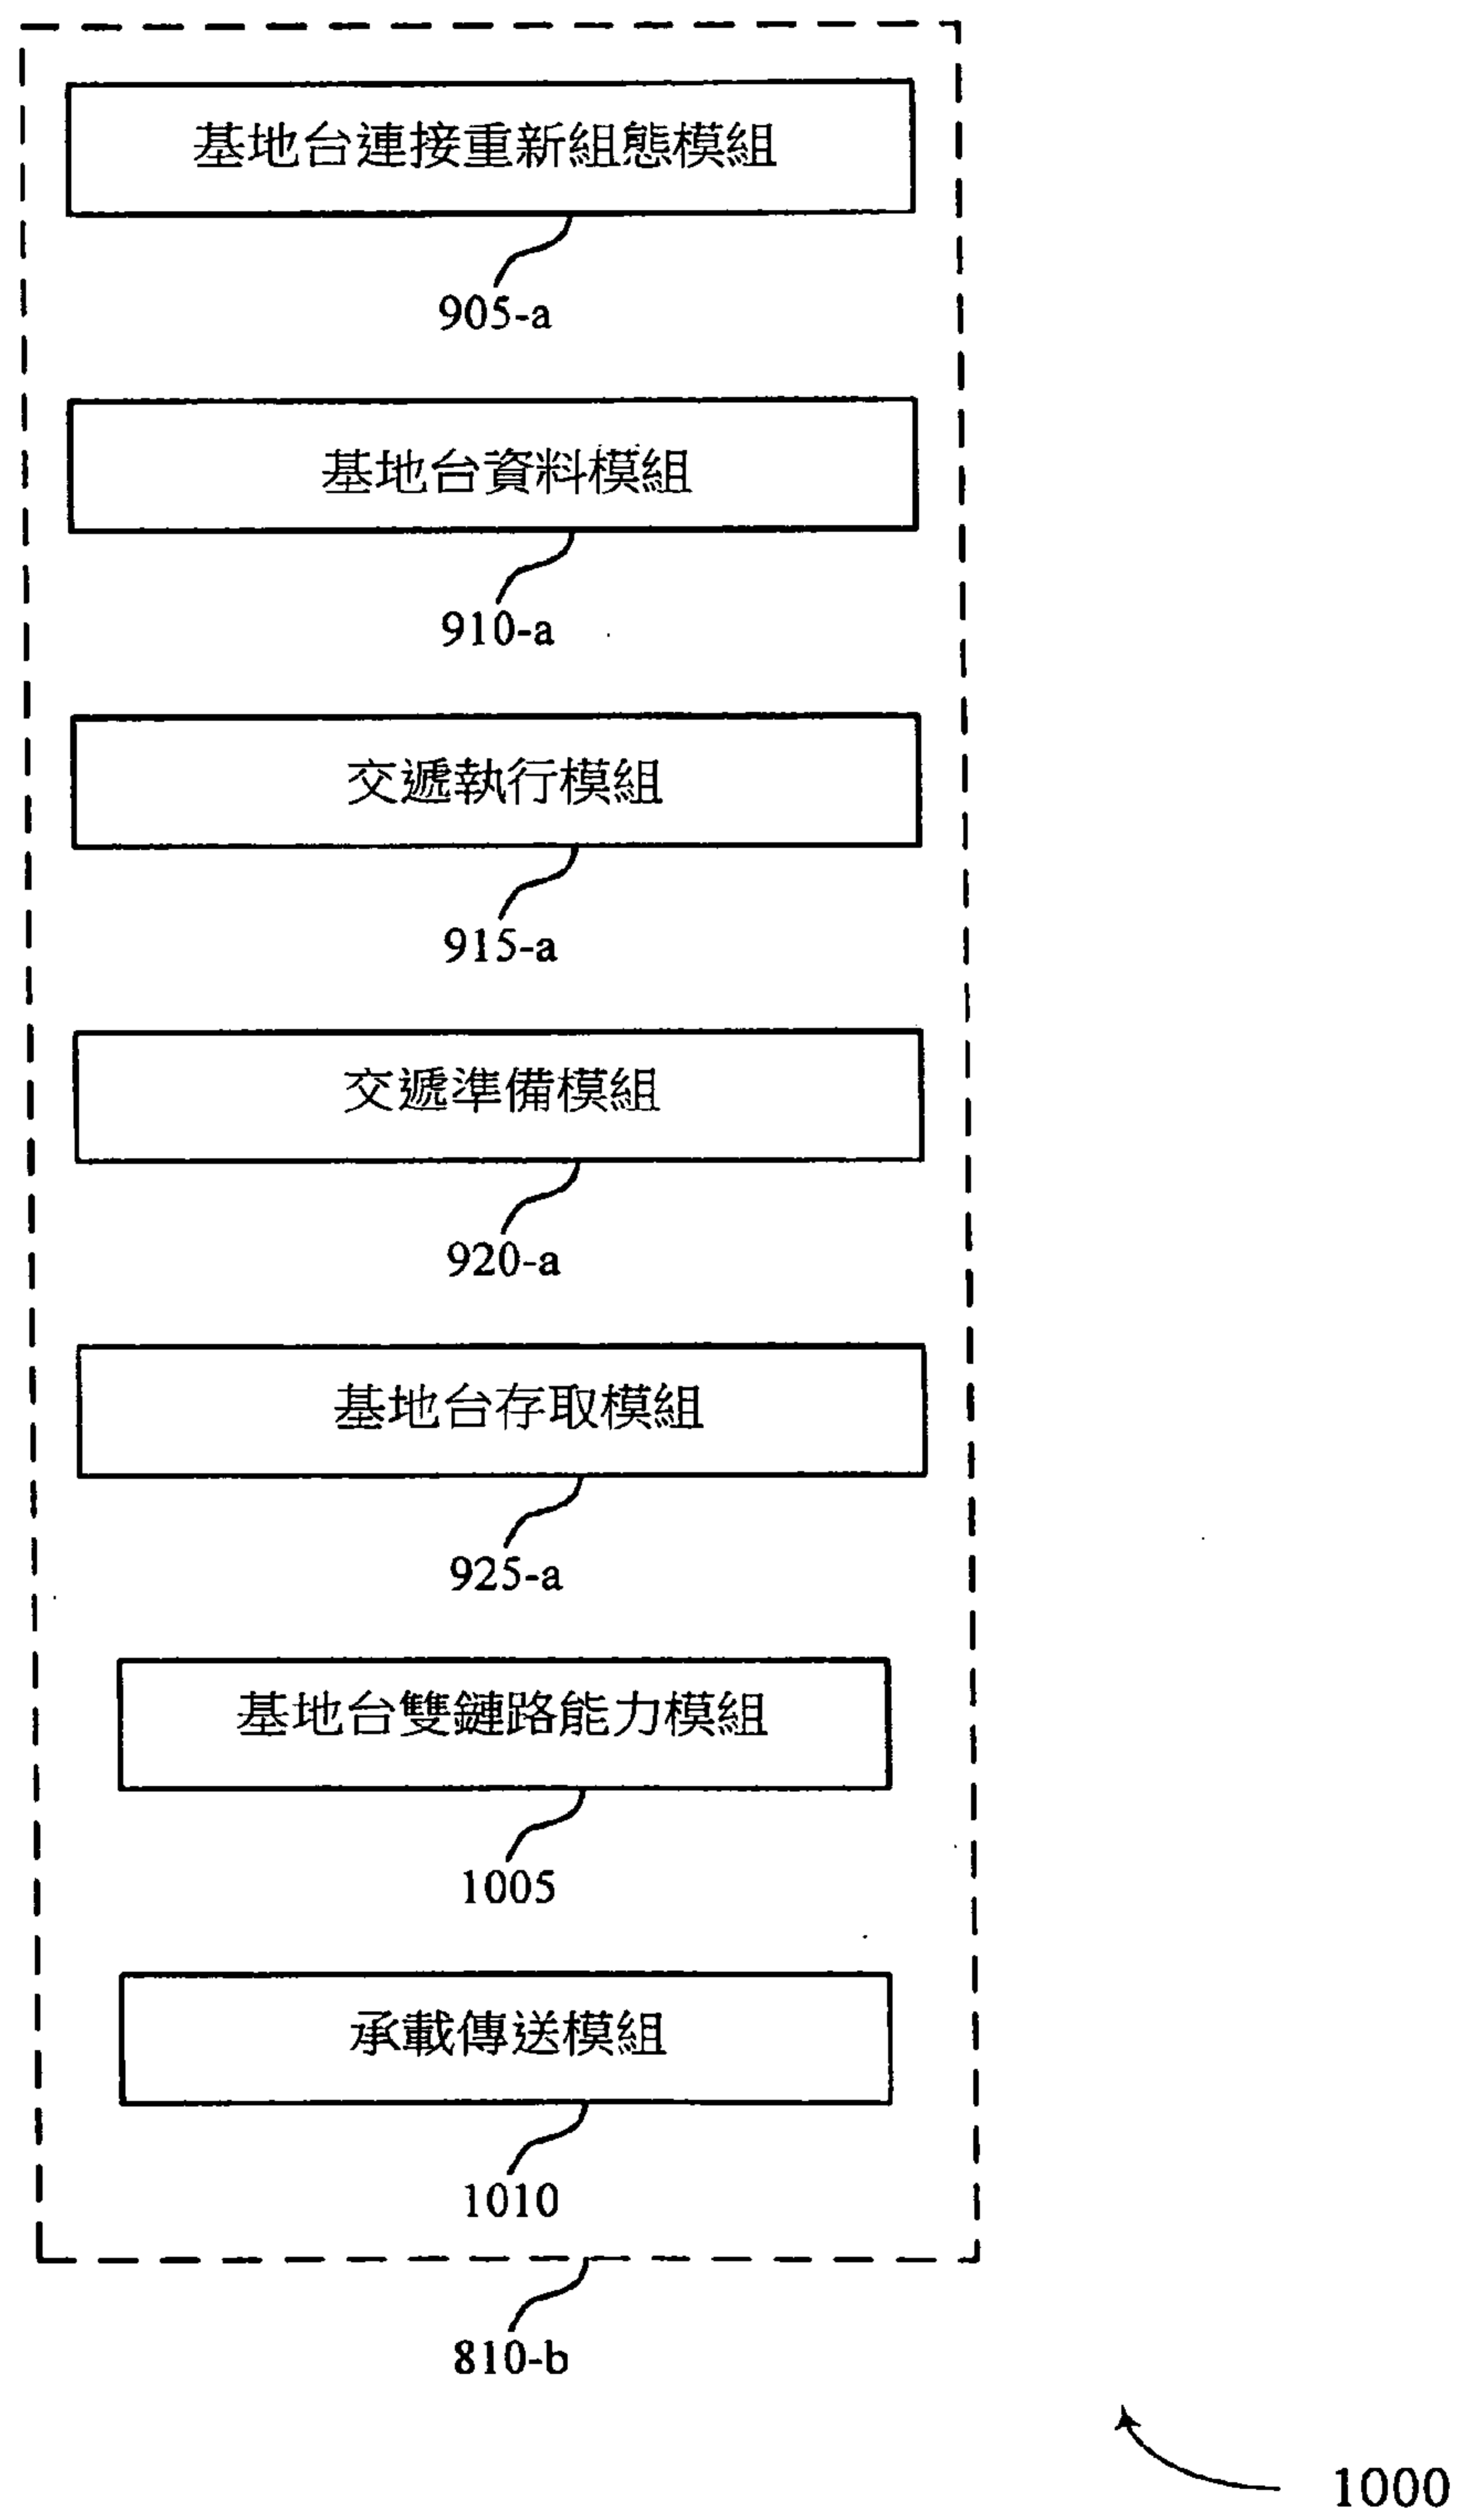 基地台連接重新組態模組
905-a
基地台資料模組
910-a
交遞執行模組
915-a
交遞準備模組
920-a
基地台存取模組
925-a
基地台雙鏈路能力模組
1005
承載傳送模組
1010
810-b
1000